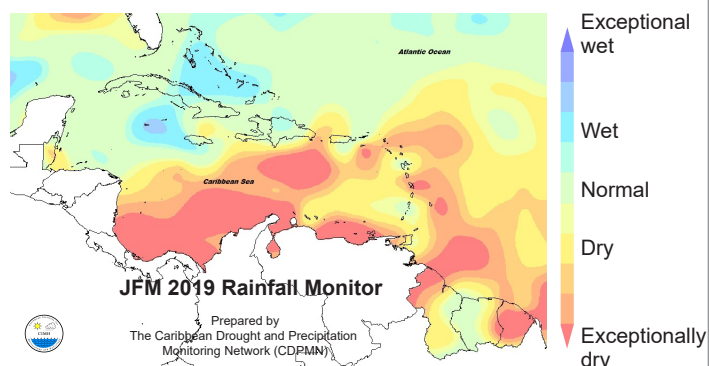 Atlantic Ocean
Caribbean Sea
JFM 2019 Rainfall Monitor
Prepared by
The Caribbean Drought and Precipitation
Monitoring Network (CDPMN)
CIMH
Exceptional
wet
Wet
Normal
Dry
Exceptionally
dry